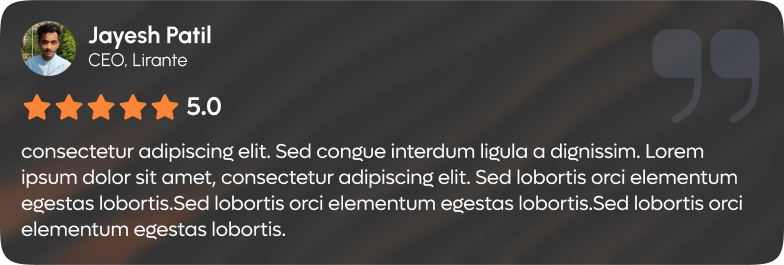 Jayesh Patil
CEO, Lirante
5.0
consectetur adipiscing elit. Sed congue interdum ligula a dignissim. Lorem
ipsum dolor sit amet, consectetur adipiscing elit. Sed lobortis orci elementum
egestas lobortis.Sed lobortis orci elementum egestas lobortis.Sed lobortis orci
elementum egestas lobortis.